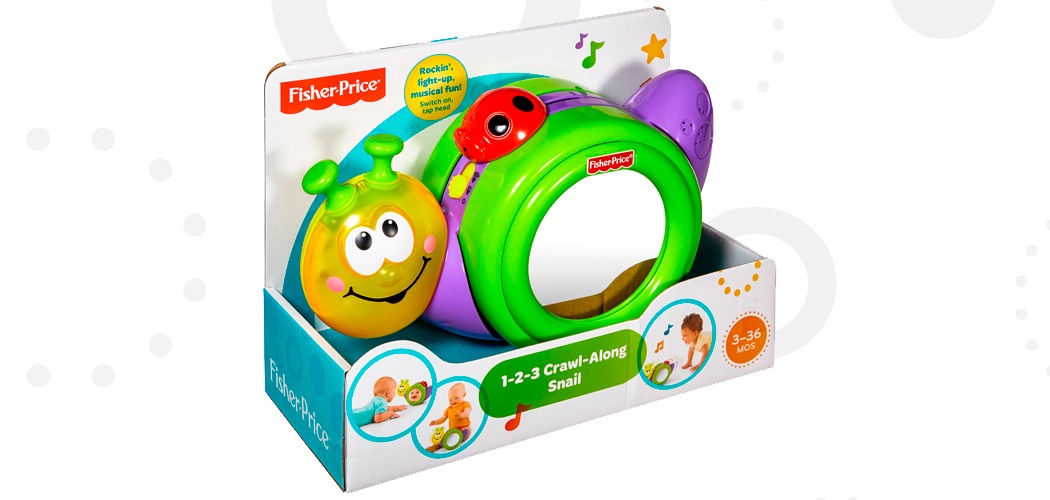 Fisher-Price®
Rockin',
light-up,
musical fun!
Switch on,
tap head
Fisher-Price®
1-2-3 Crawl-Along
Snail
3-36
MOS
Fisher-Price